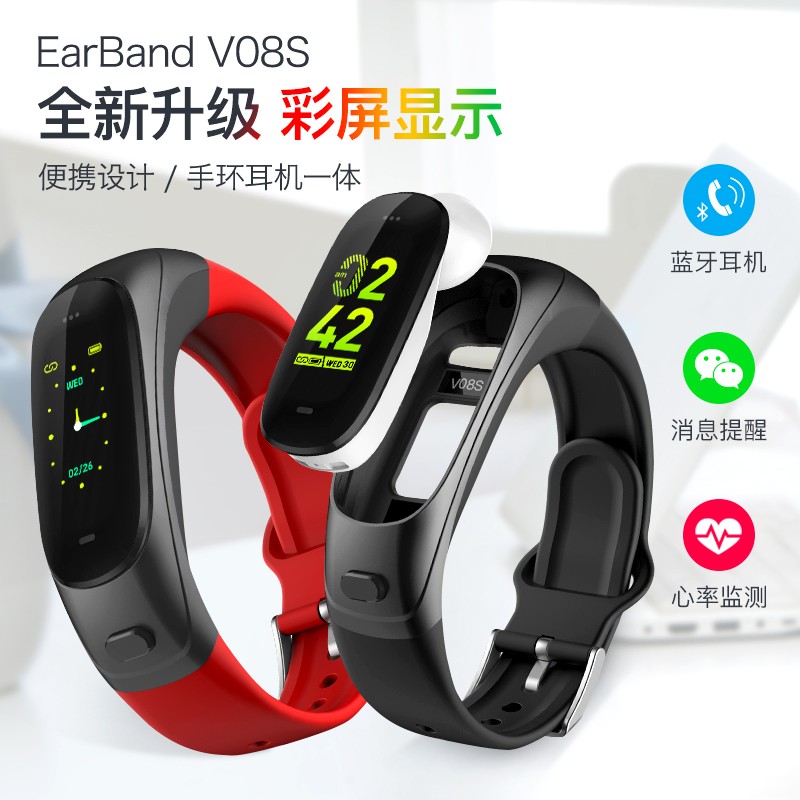 EarBand V08S
全新升级 彩屏显示
便携设计 / 手环耳机一体
蓝牙耳机
消息提醒
心率监测
am 02
42
WED 30
V08S
WED
02/26